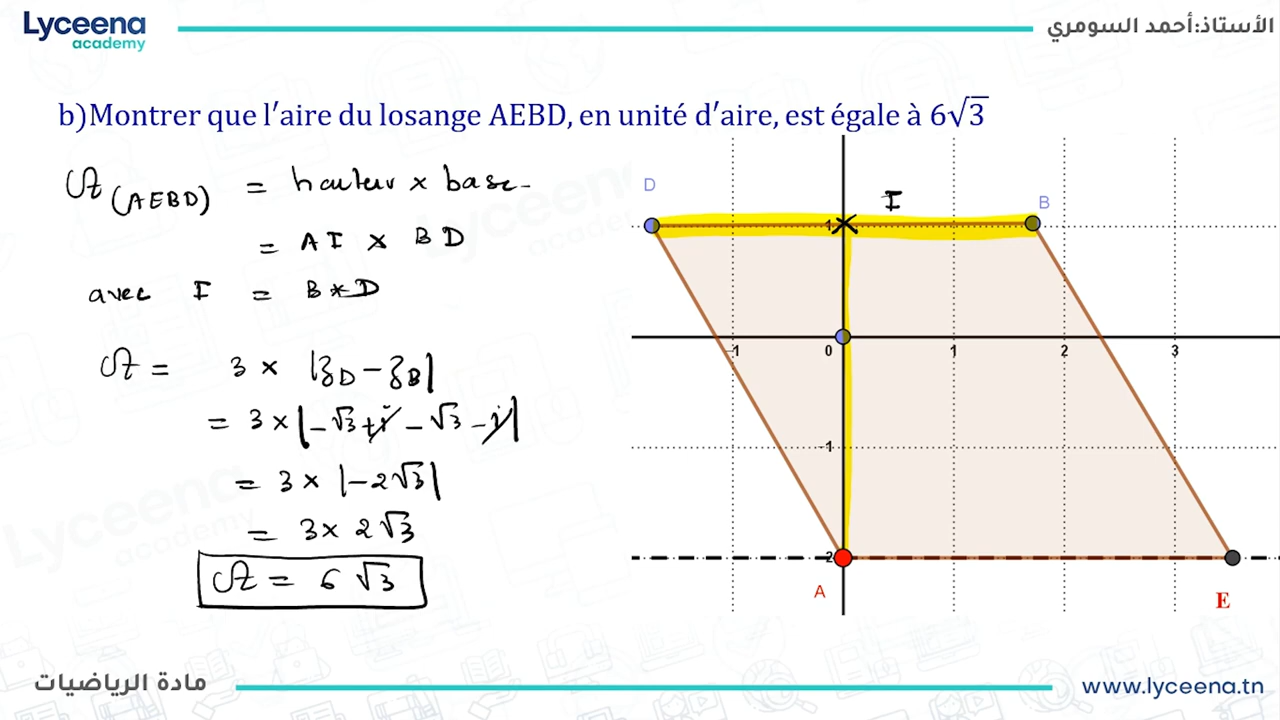 Lyceena
academy
الأستاذ:أحمد السومري
b)Montrer que l'aire du losange AEBD, en unité d'aire, est égale à 6√3
𝒜(AEBD) = hauteur × base
= AI × BD
avec I = B*D
𝒜 = 3 × |zD − zB|
= 3 × |−√3+i − √3 − i|
= 3 × |−2√3|
= 3 × 2√3
𝒜 = 6√3
D
I
B
1
-1 0 1 2 3
-1
-2
A
E
مادة الرياضيات
www.lyceena.tn